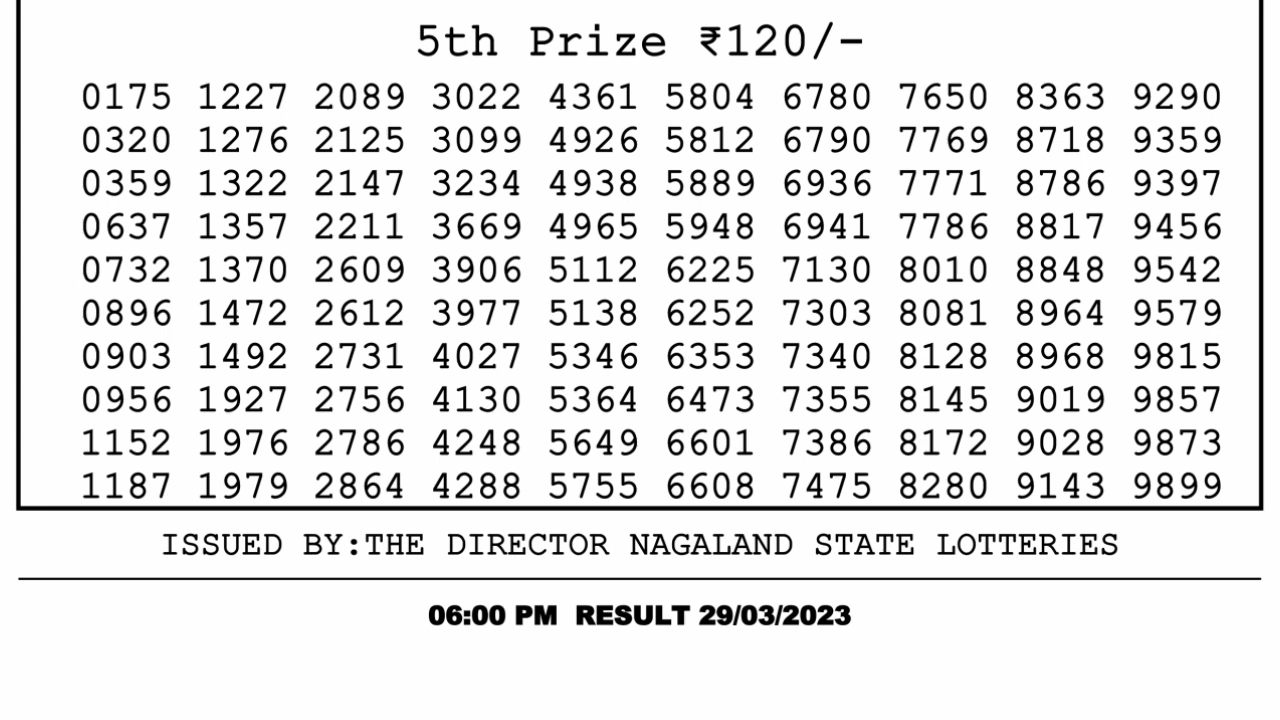 5th Prize ₹120/-
0175 1227 2089 3022 4361 5804 6780 7650 8363 9290
0320 1276 2125 3099 4926 5812 6790 7769 8718 9359
0359 1322 2147 3234 4938 5889 6936 7771 8786 9397
0637 1357 2211 3669 4965 5948 6941 7786 8817 9456
0732 1370 2609 3906 5112 6225 7130 8010 8848 9542
0896 1472 2612 3977 5138 6252 7303 8081 8964 9579
0903 1492 2731 4027 5346 6353 7340 8128 8968 9815
0956 1927 2756 4130 5364 6473 7355 8145 9019 9857
1152 1976 2786 4248 5649 6601 7386 8172 9028 9873
1187 1979 2864 4288 5755 6608 7475 8280 9143 9899
ISSUED BY:THE DIRECTOR NAGALAND STATE LOTTERIES
06:00 PM RESULT 29/03/2023